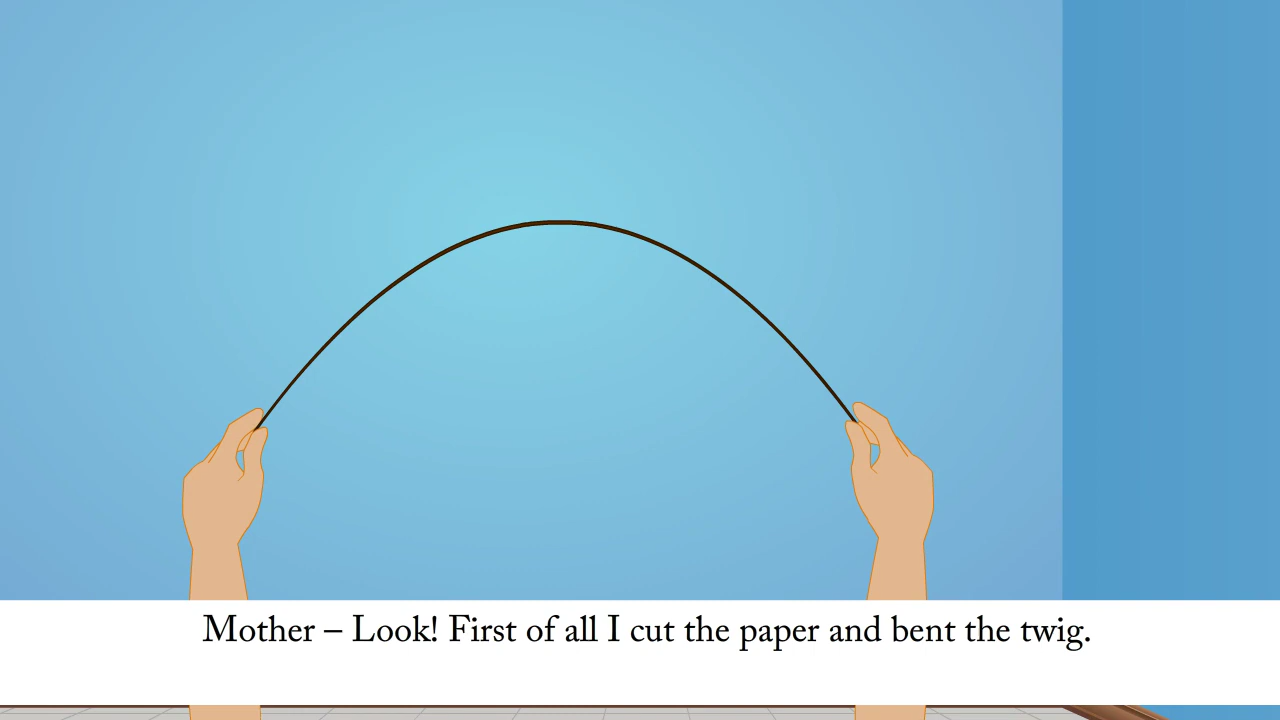 Mother – Look! First of all I cut the paper and bent the twig.